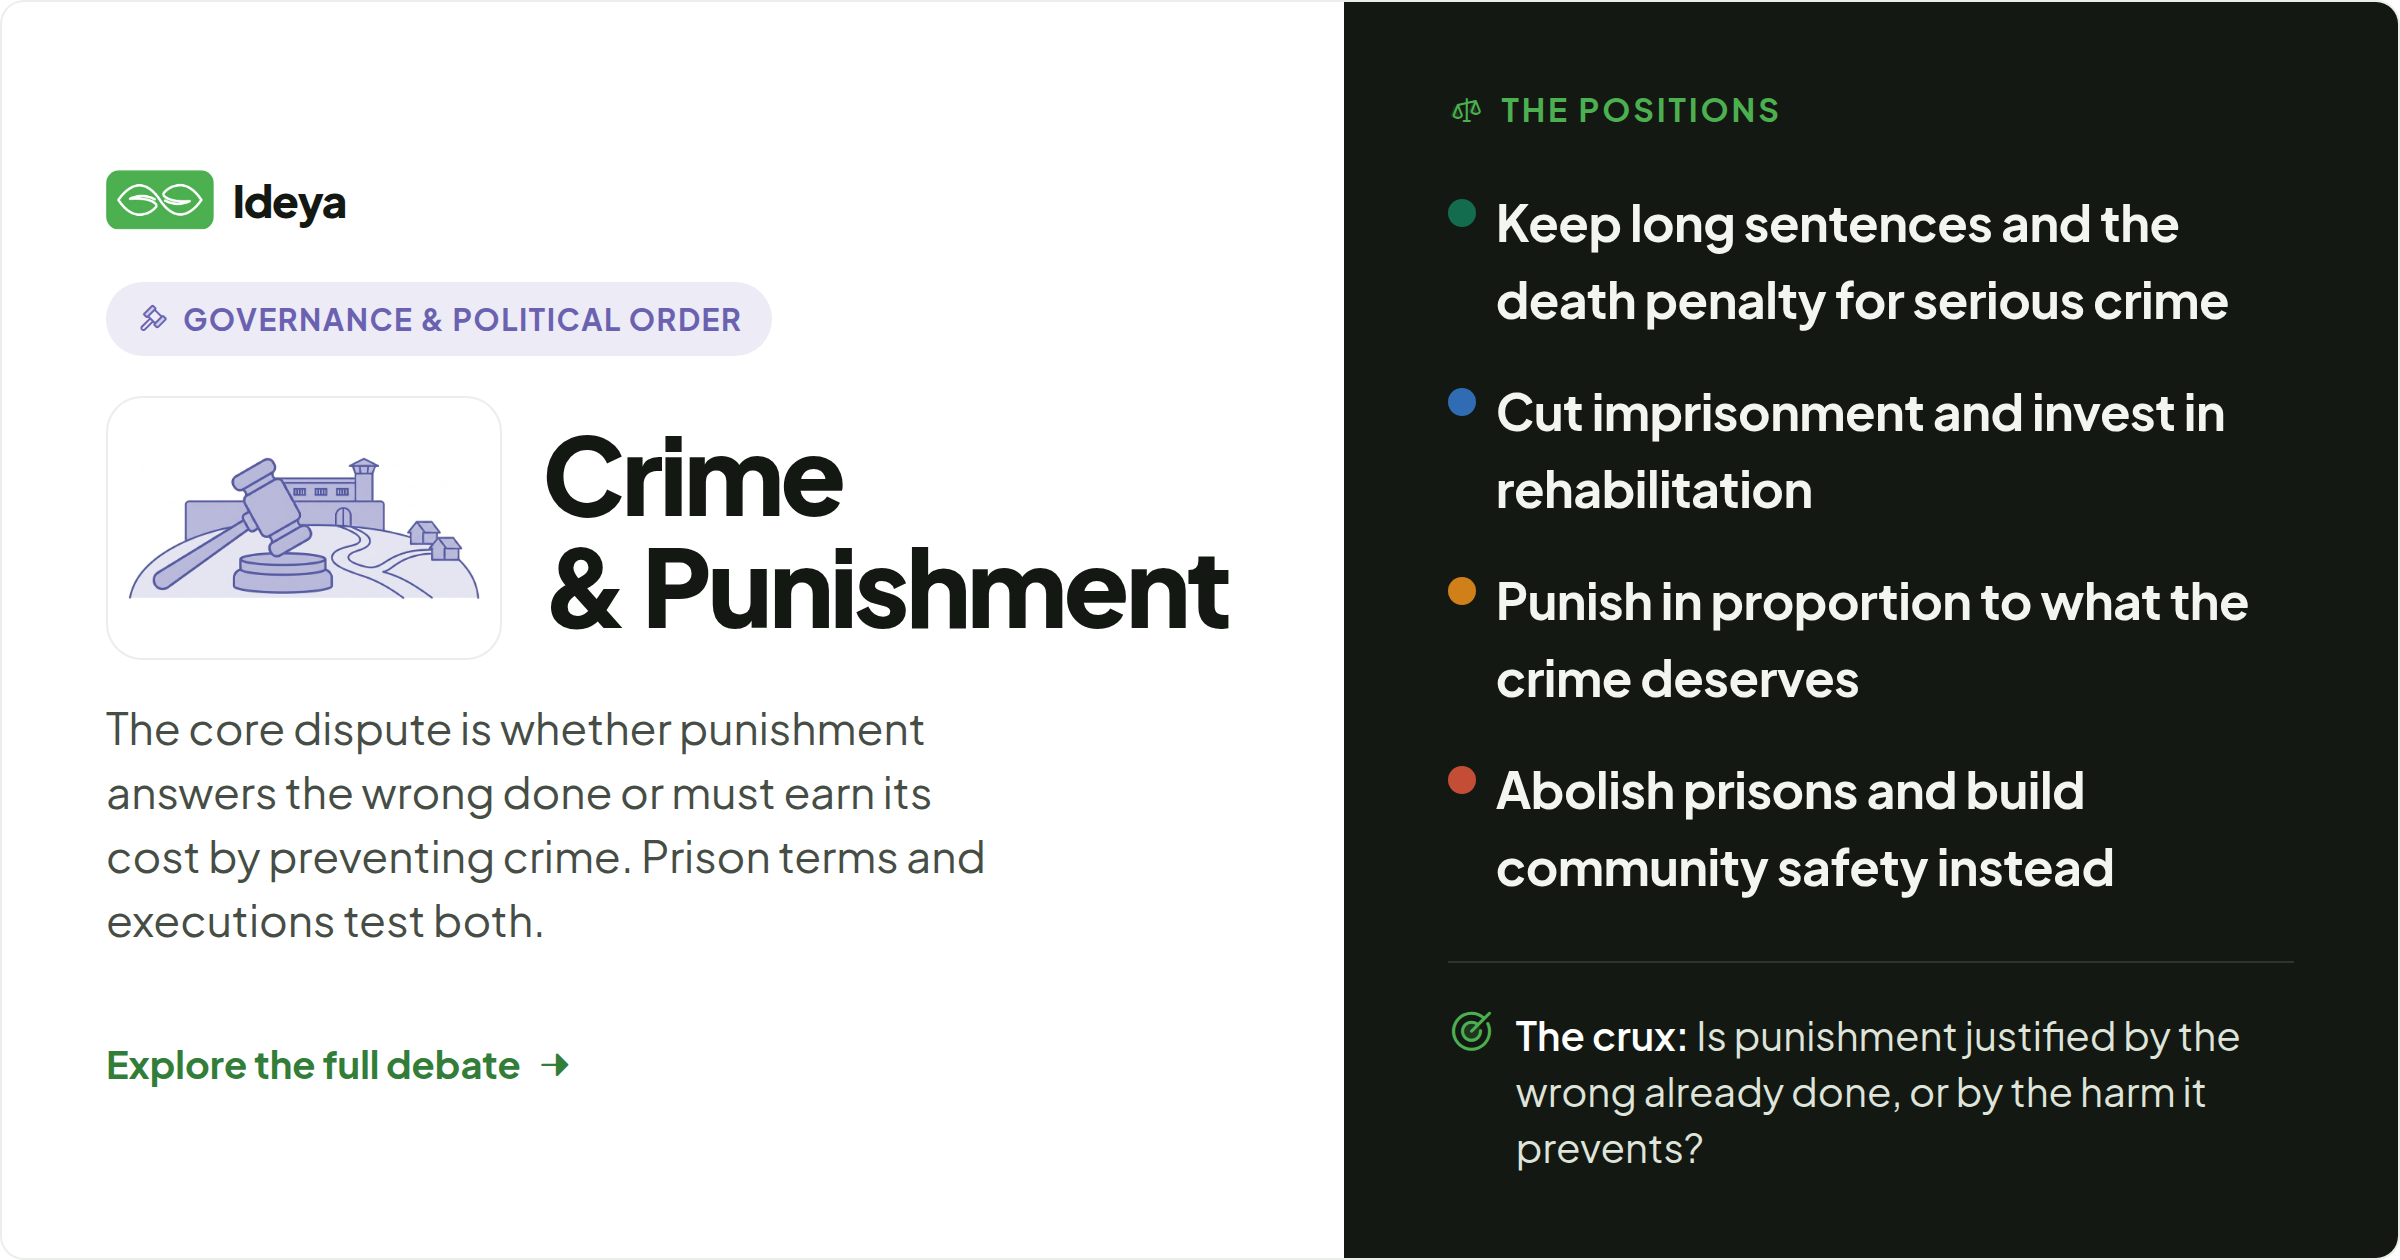 Ideya
GOVERNANCE & POLITICAL ORDER
Crime
& Punishment
The core dispute is whether punishment
answers the wrong done or must earn its
cost by preventing crime. Prison terms and
executions test both.
Explore the full debate
THE POSITIONS
Keep long sentences and the
death penalty for serious crime
Cut imprisonment and invest in
rehabilitation
Punish in proportion to what the
crime deserves
Abolish prisons and build
community safety instead
The crux: Is punishment justified by the
wrong already done, or by the harm it
prevents?